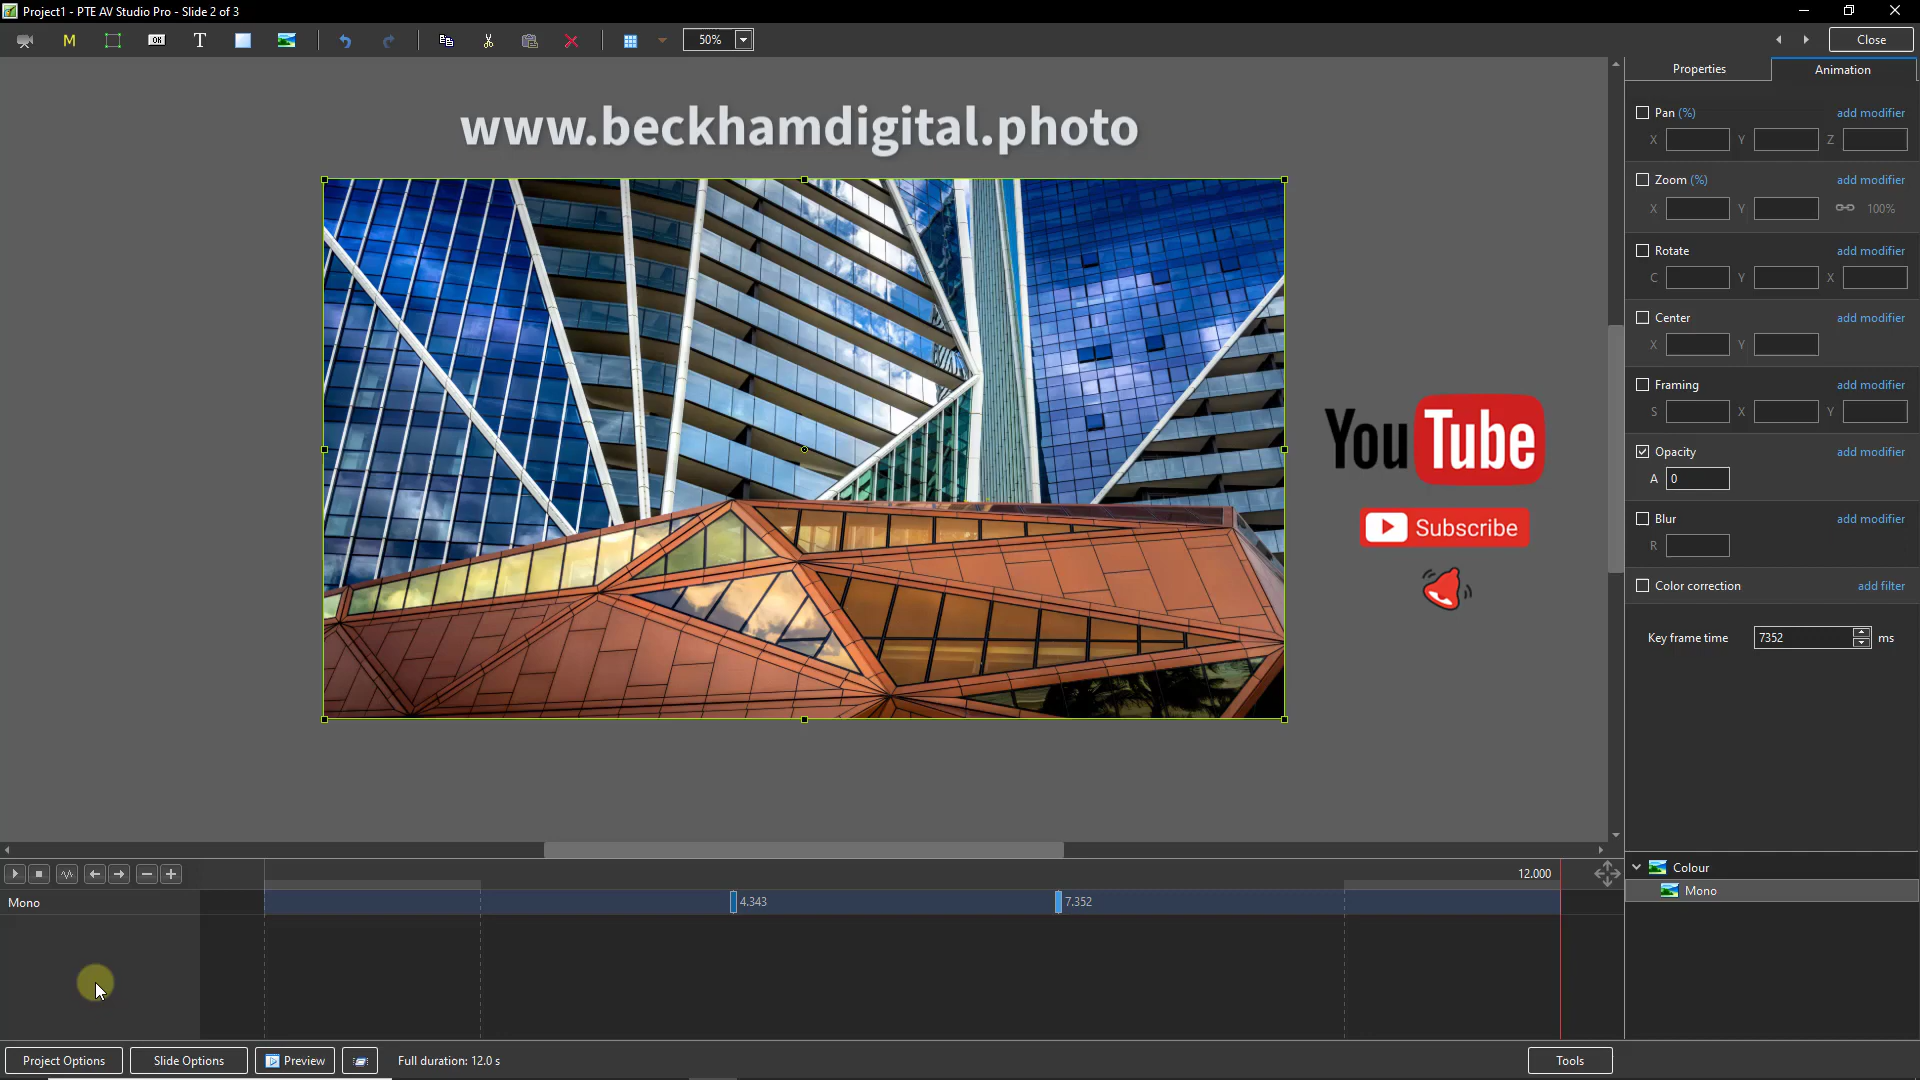 Project1 - PTE AV Studio Pro - Slide 2 of 3
M
OK
T
50%
Close
Properties
Animation
www.beckhamdigital.photo
Pan (%)
add modifier
X
Y
Z
Zoom (%)
add modifier
X
Y
100%
Rotate
add modifier
C
Y
X
Center
add modifier
X
Y
Framing
add modifier
S
X
Y
YouTube
Opacity
add modifier
A
0
Subscribe
Blur
add modifier
R
Color correction
add filter
Key frame time
7352
ms
12.000
Colour
Mono
Mono
4.343
7.352
Project Options
Slide Options
Preview
Full duration: 12.0 s
Tools